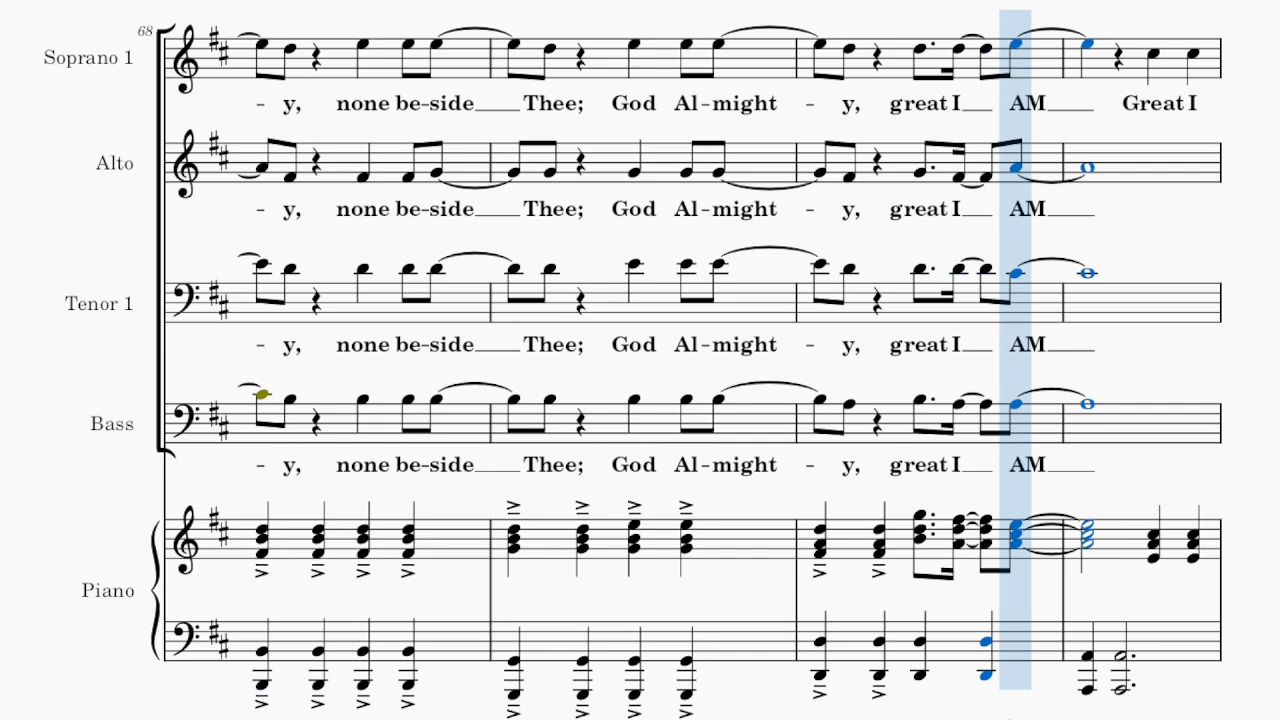 68
Soprano 1
- y, none be-side Thee; God Al-might - y, great I AM Great I
Alto
- y, none be-side Thee; God Al-might - y, great I AM
Tenor 1
- y, none be-side Thee; God Al-might - y, great I AM
Bass
- y, none be-side Thee; God Al-might - y, great I AM
Piano